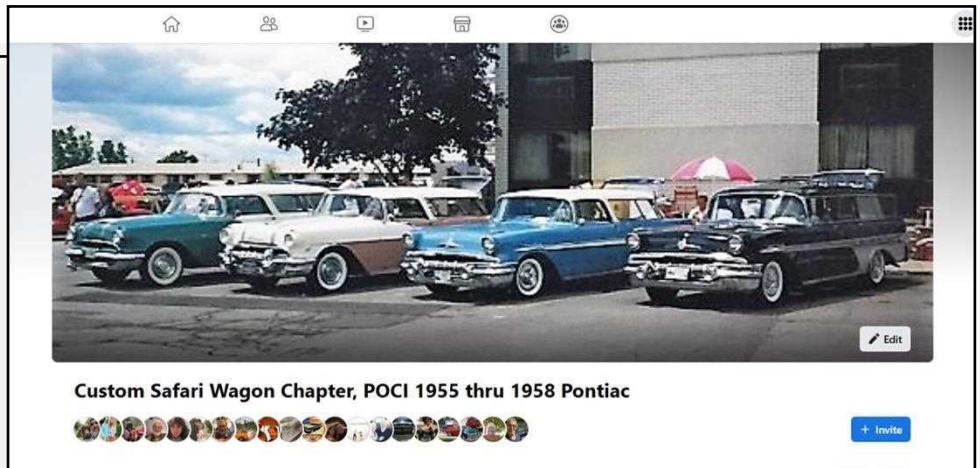 Edit
Custom Safari Wagon Chapter, POCI 1955 thru 1958 Pontiac
+ Invite